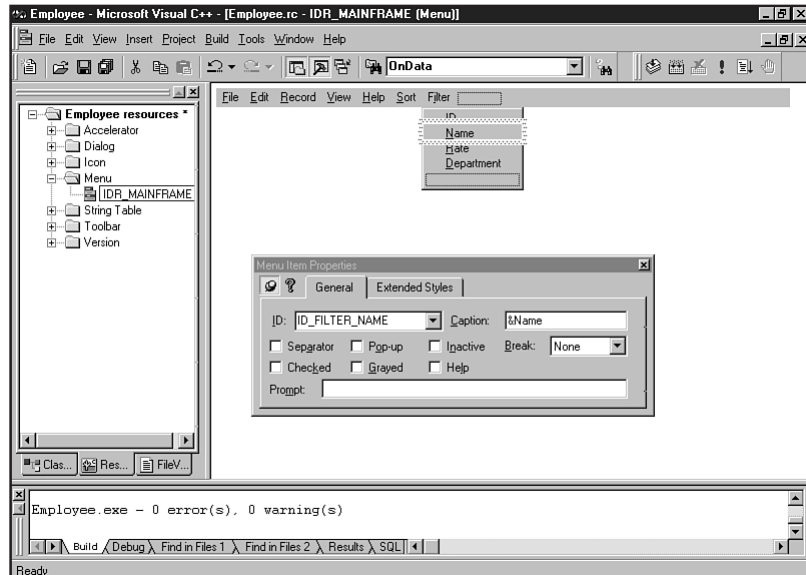 Employee - Microsoft Visual C++ - [Employee.rc - IDR_MAINFRAME (Menu)]
File Edit View Insert Project Build Tools Window Help
OnData
File Edit Record View Help Sort Filter
Employee resources *
Accelerator
Dialog
Icon
Menu
IDR_MAINFRAME
String Table
Toolbar
Version
ID
Name
Rate
Department
Menu Item Properties
General Extended Styles
ID: ID_FILTER_NAME Caption: &Name
Separator Pop-up Inactive Break: None
Checked Grayed Help
Prompt:
Clas... Res... FileV...
Employee.exe - 0 error(s), 0 warning(s)
Build Debug Find in Files 1 Find in Files 2 Results SQL
Ready